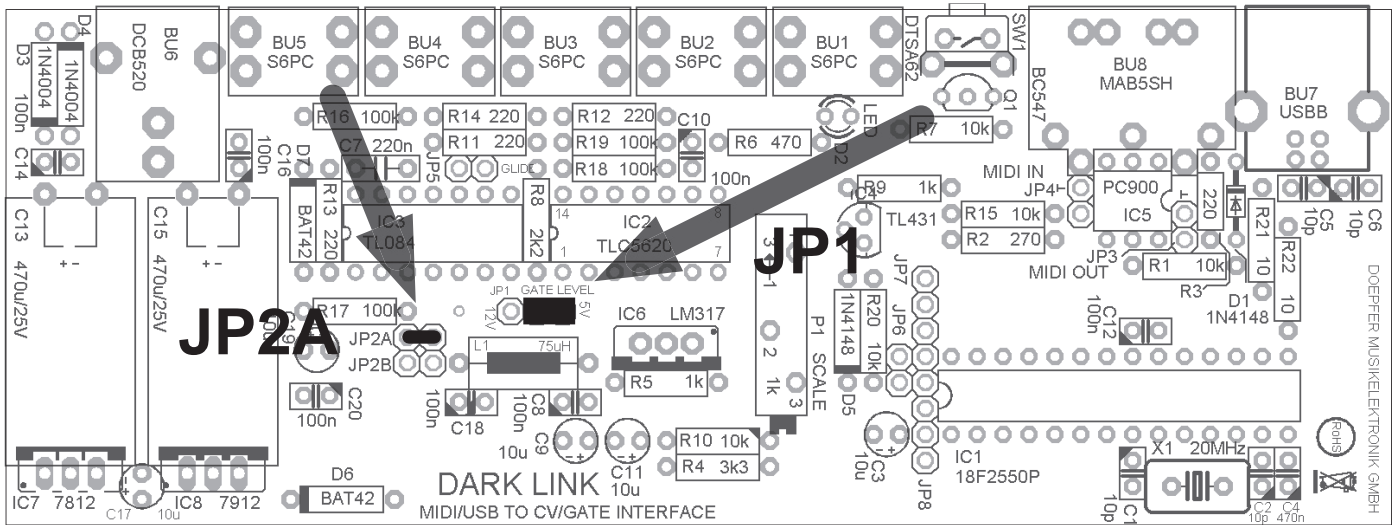 D4
D3
1N4004
1N4004
100n
C14
BU6
DCB520
BU5
S6PC
BU4
S6PC
BU3
S6PC
BU2
S6PC
BU1
S6PC
DTSA62
SW1
BC547
Q1
BU8
MAB5SH
BU7
USBB
R16 100k
R14 220
R12 220
C10
LED
R7 10k
C7 220n
R11 220
R19 100k
R6 470
D2
100n
C16
D7
JP5
GLIDE
R18 100k
100n
MIDI IN
R9 1k
JP4
PC900
IC5
220
C5
10p
C6
10p
C13 470u/25V
C15 470u/25V
BAT42
R13 220
IC3
TL084
R8
2K2
14
1
IC2
TLC5620
8
7
IC4
TL431
R15 10k
R2 270
R21
10
R22
10
3
1
JP1
JP3
MIDI OUT
R1 10k
R3
D1
1N4148
JP7
JP1
GATE LEVEL
12V
5V
R17 100k
JP2A
JP2A
JP2B
IC6
LM317
P1 SCALE
2
1k
3
1N4148
R20 10k
JP6
C12
100n
DOEPFER MUSIKELEKTRONIK GMBH
L1 75uH
R5 1k
D5
C20
100n
100n
C18
100n
C8
C9
10u
C11
10u
R10 10k
R4 3k3
C3
10u
JP8
IC1
18F2550P
X1 20MHz
RoHS
+ -
+ -
IC7 7812
C17
10u
IC8 7912
D6
BAT42
DARK LINK
MIDI/USB TO CV/GATE INTERFACE
10p
C2
10p
C4
470n